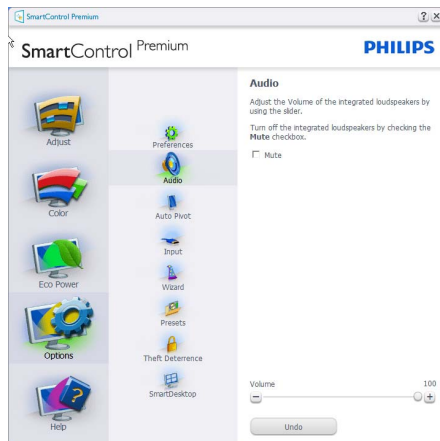 SmartControl Premium
SmartControl Premium
PHILIPS
Adjust
Color
Eco Power
Options
Help
Preferences
Audio
Auto Pivot
Input
Wizard
Presets
Theft Deterrence
SmartDesktop
Audio
Adjust the Volume of the integrated loudspeakers by
using the slider.
Turn off the integrated loudspeakers by checking the
Mute checkbox.
Mute
Volume 100
Undo